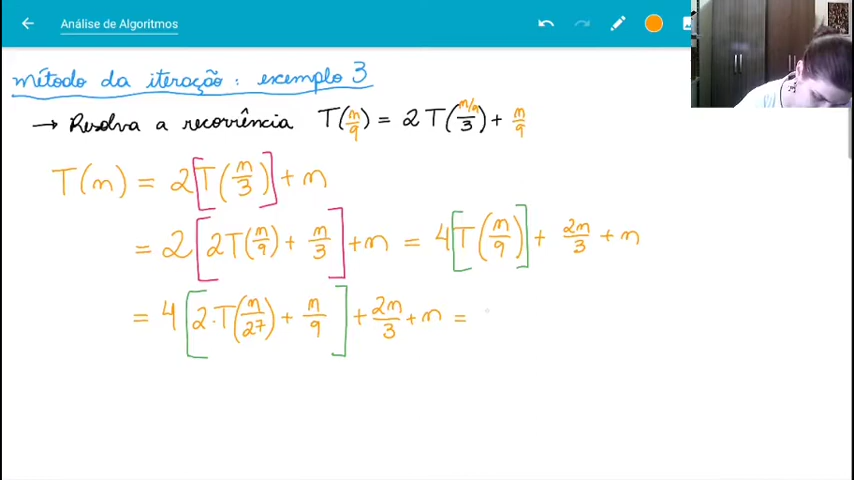 Análise de Algoritmos
método da iteração: exemplo 3
→ Resolva a recorrência T(n/9) = 2T((n/9)/3) + n/9
T(n) = 2[T(n/3)] + n
= 2[2T(n/9) + n/3] + n = 4[T(n/9)] + 2n/3 + n
= 4[2·T(n/27) + n/9] + 2n/3 + n =